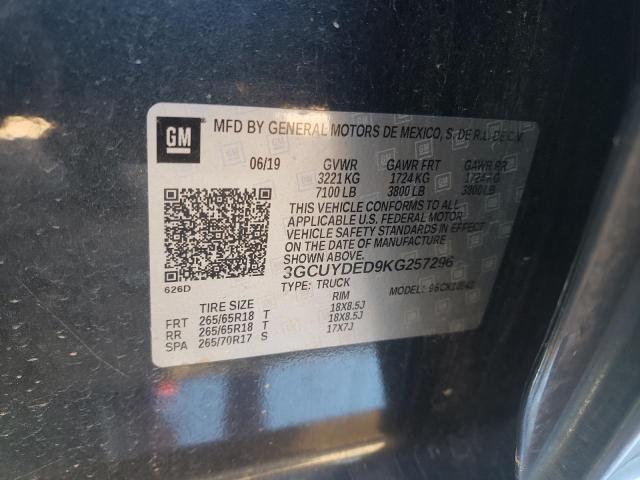 GM
MFD BY GENERAL MOTORS DE MEXICO, S. DE R.L. DE C.V.
06/19 GVWR GAWR FRT GAWR RR
3221 KG 1724 KG 1724 KG
7100 LB 3800 LB 3800 LB
THIS VEHICLE CONFORMS TO ALL
APPLICABLE U.S. FEDERAL MOTOR
VEHICLE SAFETY STANDARDS IN EFFECT
ON THE DATE OF MANUFACTURE
SHOWN ABOVE.
3GCUYDED9KG257296
626D
TYPE: TRUCK MODEL:
TIRE SIZE RIM
FRT 265/65R18 T 18X8.5J
RR 265/65R18 T 18X8.5J
SPA 265/70R17 S 17X7J